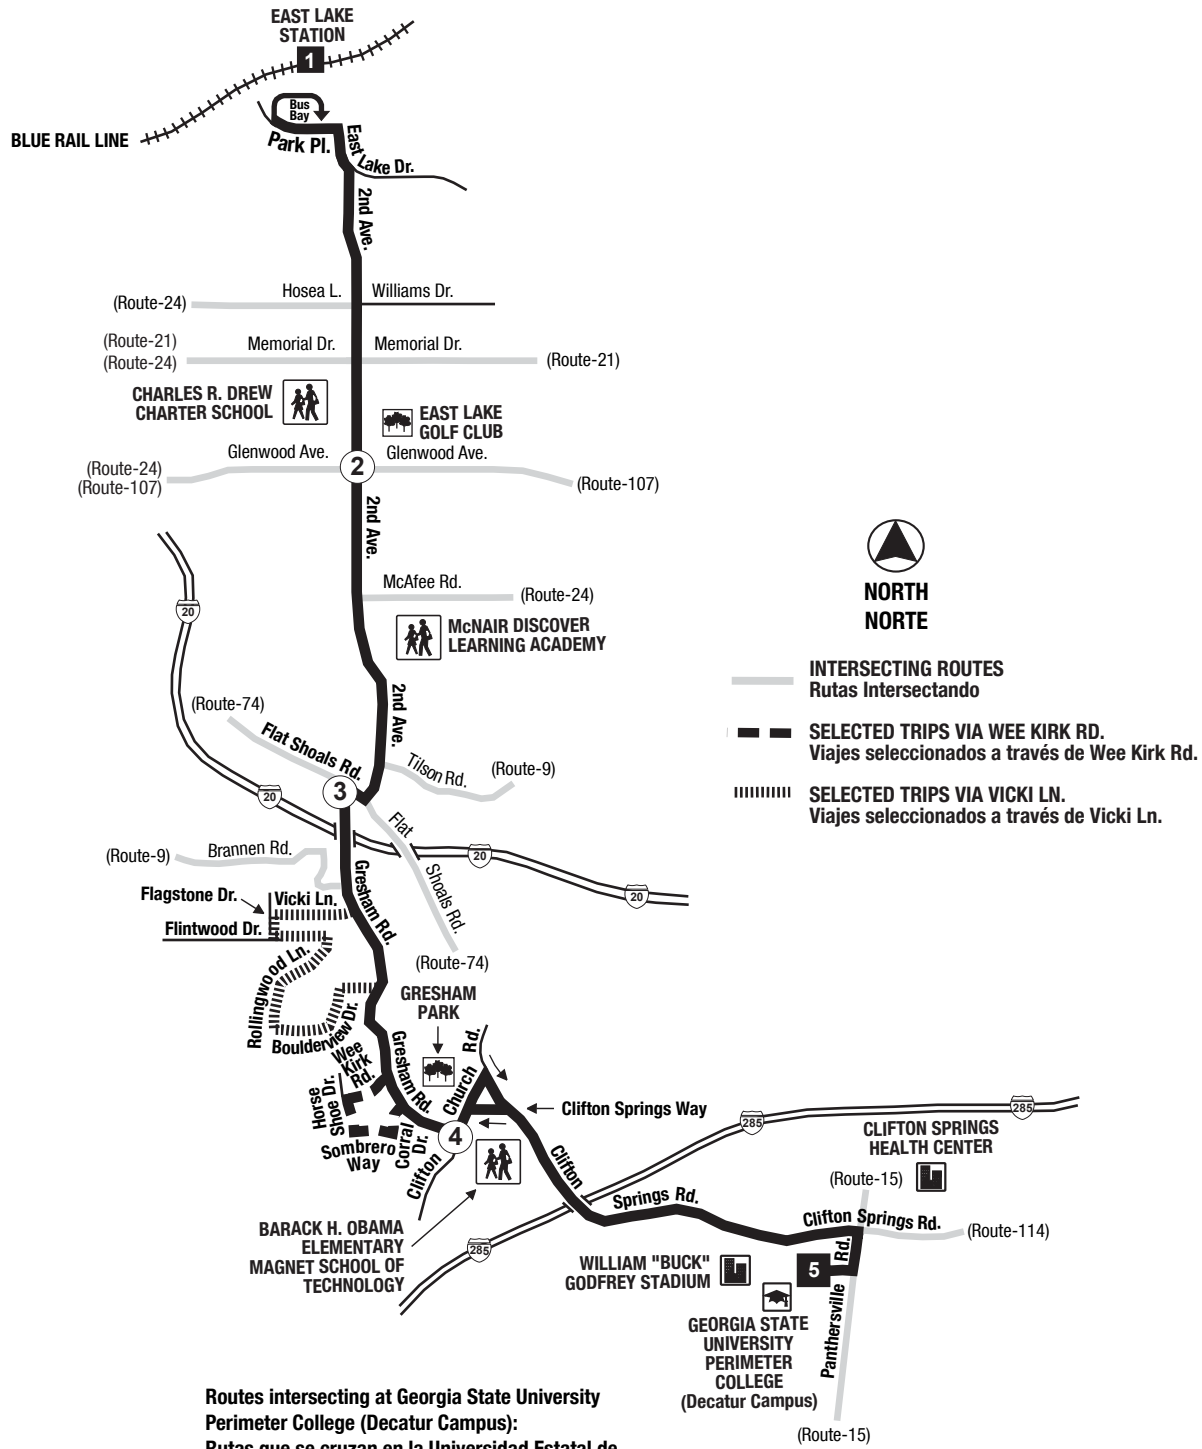 EAST LAKE
STATION
1
BLUE RAIL LINE
Bus
Bay
Park Pl.
East Lake Dr.
2nd Ave.
Hosea L.
Williams Dr.
(Route-24)
(Route-21)
(Route-24)
Memorial Dr.
Memorial Dr.
(Route-21)
CHARLES R. DREW
CHARTER SCHOOL
EAST LAKE
GOLF CLUB
Glenwood Ave.
2
Glenwood Ave.
(Route-24)
(Route-107)
(Route-107)
2nd Ave.
NORTH
NORTE
McAfee Rd.
(Route-24)
20
McNAIR DISCOVER
LEARNING ACADEMY
INTERSECTING ROUTES
Rutas Intersectando
SELECTED TRIPS VIA WEE KIRK RD.
Viajes seleccionados a través de Wee Kirk Rd.
SELECTED TRIPS VIA VICKI LN.
Viajes seleccionados a través de Vicki Ln.
(Route-74)
2nd Ave.
Flat Shoals Rd.
Tilson Rd.
(Route-9)
20
3
Flat
Shoals Rd.
20
20
(Route-9)
Brannen Rd.
Gresham Rd.
Flagstone Dr.
Vicki Ln.
Flintwood Dr.
(Route-74)
Rollingwood Ln.
Boulderview Dr.
GRESHAM
PARK
Wee
Kirk
Rd.
Gresham Rd.
Church
Rd.
Horse
Shoe Dr.
Clifton Springs Way
Sombrero
Way
Corral
Dr.
4
Clifton
Clifton
Springs Rd.
285
285
CLIFTON SPRINGS
HEALTH CENTER
(Route-15)
Clifton Springs Rd.
(Route-114)
BARACK H. OBAMA
ELEMENTARY
MAGNET SCHOOL OF
TECHNOLOGY
285
WILLIAM "BUCK"
GODFREY STADIUM
5
Panthersville
Rd.
GEORGIA STATE
UNIVERSITY
PERIMETER
COLLEGE
(Decatur Campus)
(Route-15)
Routes intersecting at Georgia State University
Perimeter College (Decatur Campus):
Rutas que se cruzan en la Universidad Estatal de